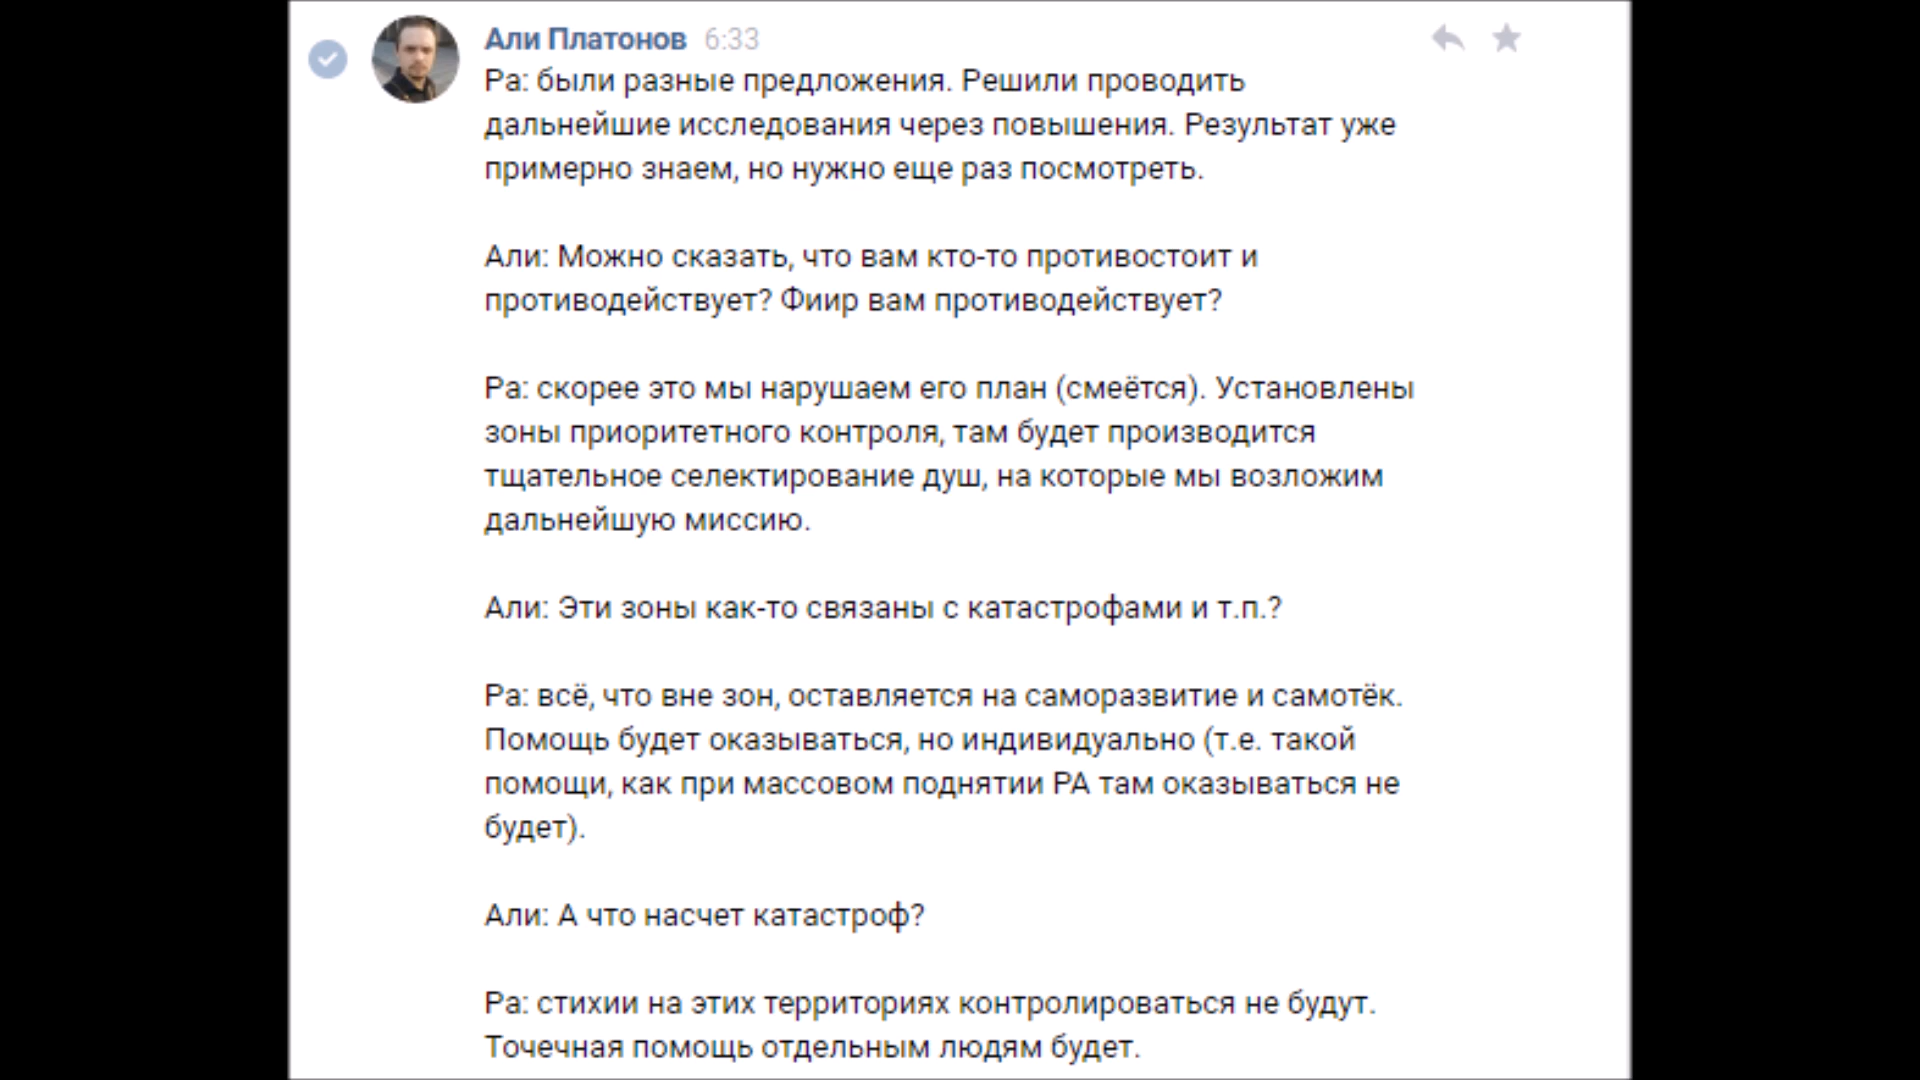 Али Платонов 6:33
Ра: были разные предложения. Решили проводить
дальнейшие исследования через повышения. Результат уже
примерно знаем, но нужно еще раз посмотреть.
Али: Можно сказать, что вам кто-то противостоит и
противодействует? Фиир вам противодействует?
Ра: скорее это мы нарушаем его план (смеётся). Установлены
зоны приоритетного контроля, там будет производится
тщательное селектирование душ, на которые мы возложим
дальнейшую миссию.
Али: Эти зоны как-то связаны с катастрофами и т.п.?
Ра: всё, что вне зон, оставляется на саморазвитие и самотёк.
Помощь будет оказываться, но индивидуально (т.е. такой
помощи, как при массовом поднятии РА там оказываться не
будет).
Али: А что насчет катастроф?
Ра: стихии на этих территориях контролироваться не будут.
Точечная помощь отдельным людям будет.